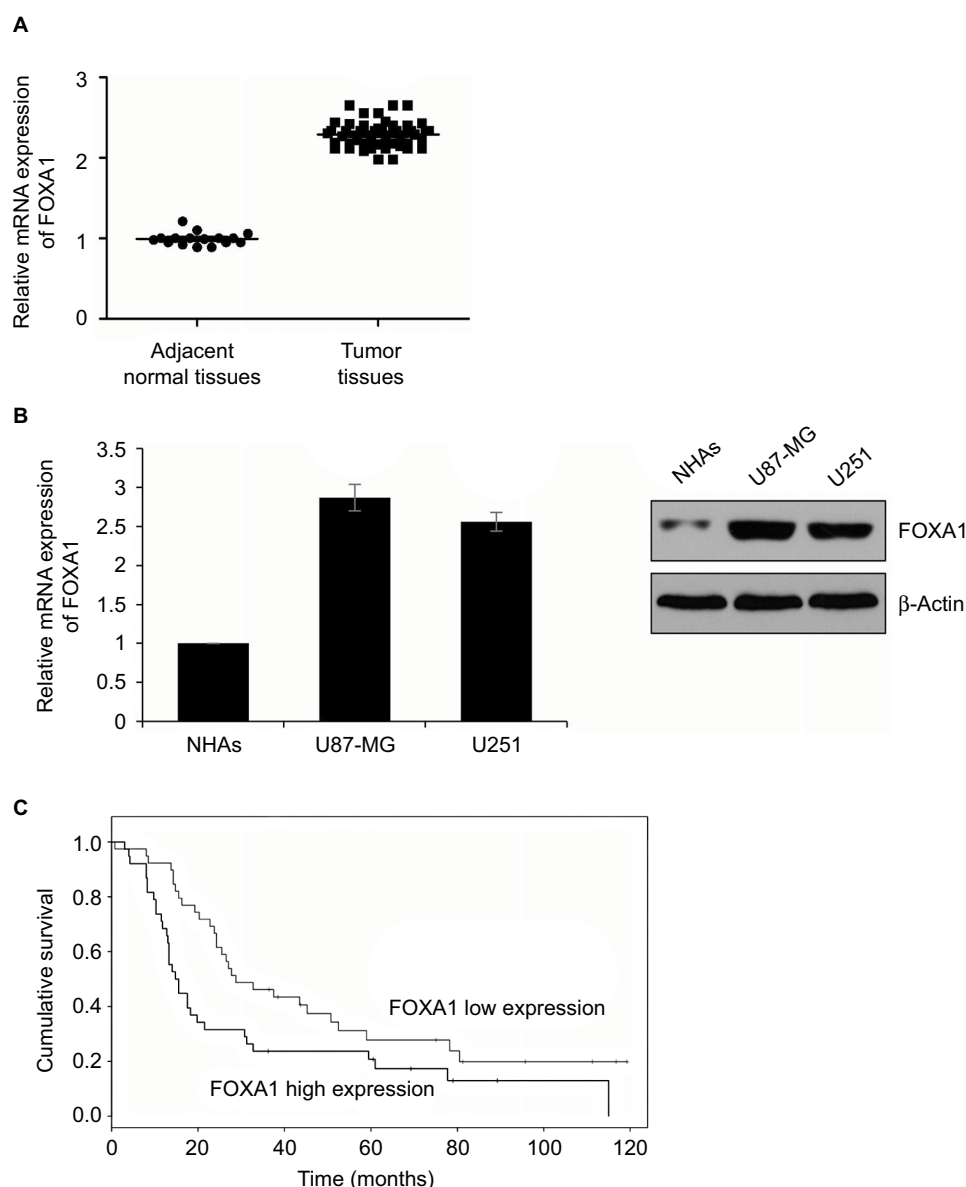 A
Relative mRNA expression
of FOXA1
3
2
1
0
Adjacent
normal tissues
Tumor
tissues
B
Relative mRNA expression
of FOXA1
3.5
3
2.5
2
1.5
1
0.5
0
NHAs
U87-MG
U251
NHAs
U87-MG
U251
FOXA1
β-Actin
C
Cumulative survival
1.0
0.8
0.6
0.4
0.2
0.0
FOXA1 low expression
FOXA1 high expression
0 20 40 60 80 100 120
Time (months)